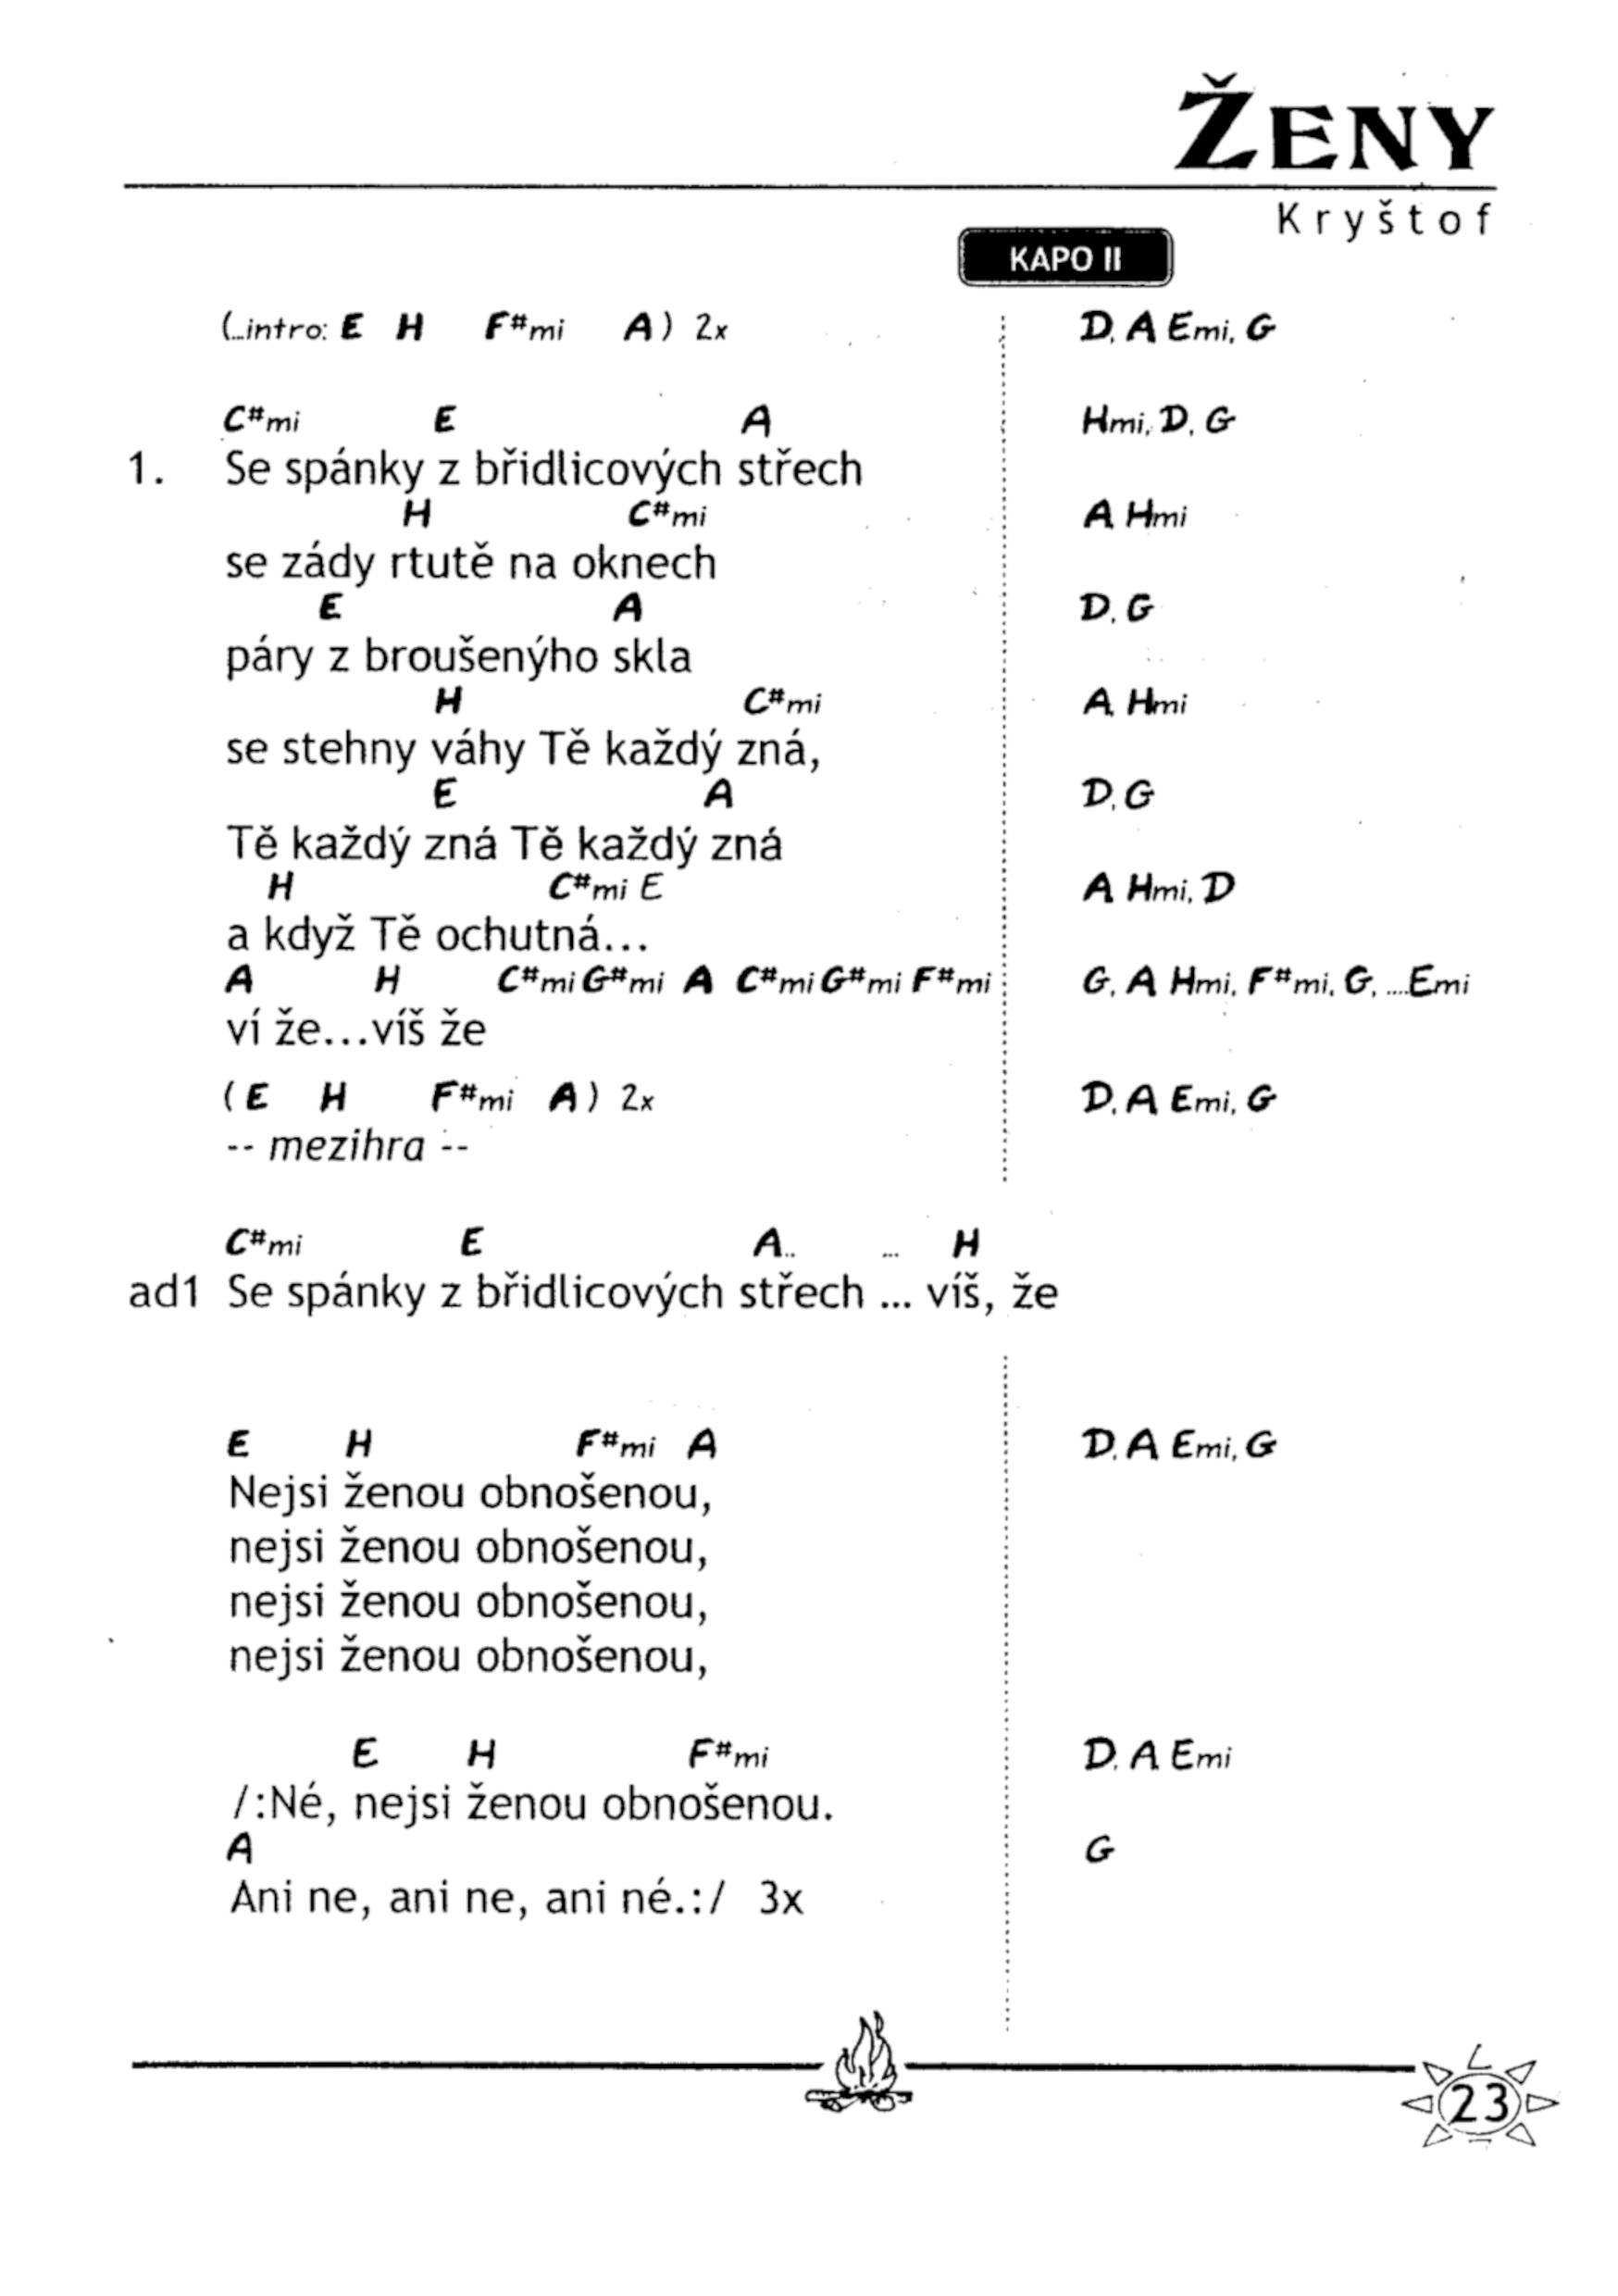 ŽENY
Kryštof
KAPO II
(...intro: E H F#mi A) 2x D, A, Emi, G
C#mi E A Hmi, D, G
1. Se spánky z břidlicových střech
H C#mi A, Hmi
se zády rtutě na oknech
E A D, G
páry z broušenýho skla
H C#mi A, Hmi
se stehny váhy Tě každý zná,
E A D, G
Tě každý zná Tě každý zná
H C#mi E A, Hmi, D
a když Tě ochutná...
A H C#mi G#mi A C#mi G#mi F#mi G, A, Hmi, F#mi, G, ....Emi
ví že...víš že
( E H F#mi A ) 2x D, A, Emi, G
-- mezihra --
C#mi E A.. ... H
ad1 Se spánky z břidlicových střech ... víš, že
E H F#mi A D, A, Emi, G
Nejsi ženou obnošenou,
nejsi ženou obnošenou,
nejsi ženou obnošenou,
nejsi ženou obnošenou,
E H F#mi D, A, Emi
/:Né, nejsi ženou obnošenou.
A G
Ani ne, ani ne, ani né.:/ 3x
23